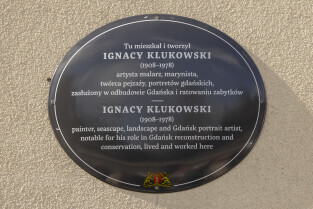 Tu mieszkał i tworzył
IGNACY KLUKOWSKI
(1908–1978)
artysta malarz, marynista,
twórca pejzaży, portretów gdańskich,
zasłużony w odbudowie Gdańska i ratowaniu zabytków
IGNACY KLUKOWSKI
(1908–1978)
painter, seascape, landscape and Gdańsk portrait artist,
notable for his role in Gdańsk reconstruction and
conservation, lived and worked here